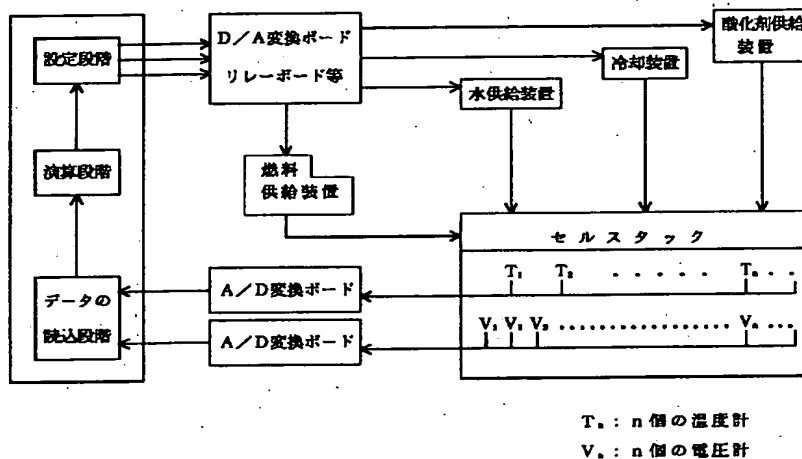 D/A変換ボード
リレーボード等
酸化剤供給
装置
設定段階
冷却装置
水供給装置
演算段階
燃料
供給装置
セルスタック
T₁ T₂ . . . . . Tₙ . .
データの
読込段階
A/D変換ボード
A/D変換ボード
V₁ V₂ V₃ .................. Vₙ ...
Tₙ:n個の温度計
Vₙ:n個の電圧計